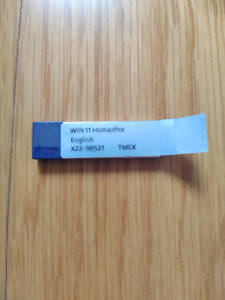 WIN 11 Home/Pro
English
X22-98521 TMEX